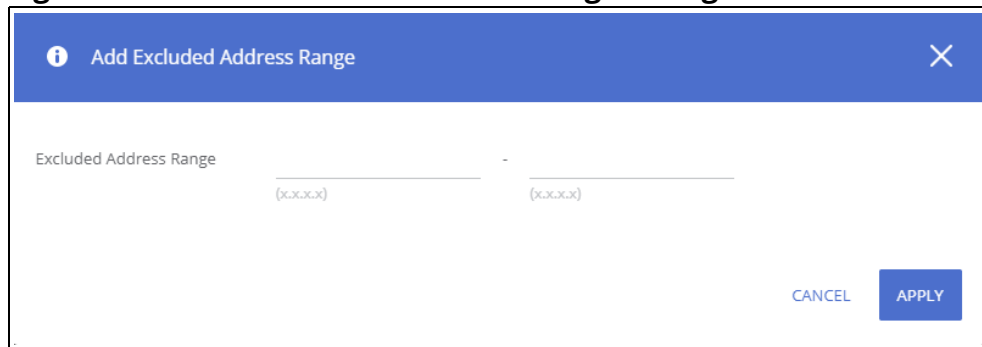 Add Excluded Address Range
Excluded Address Range -
(x.x.x.x) (x.x.x.x)
CANCEL APPLY